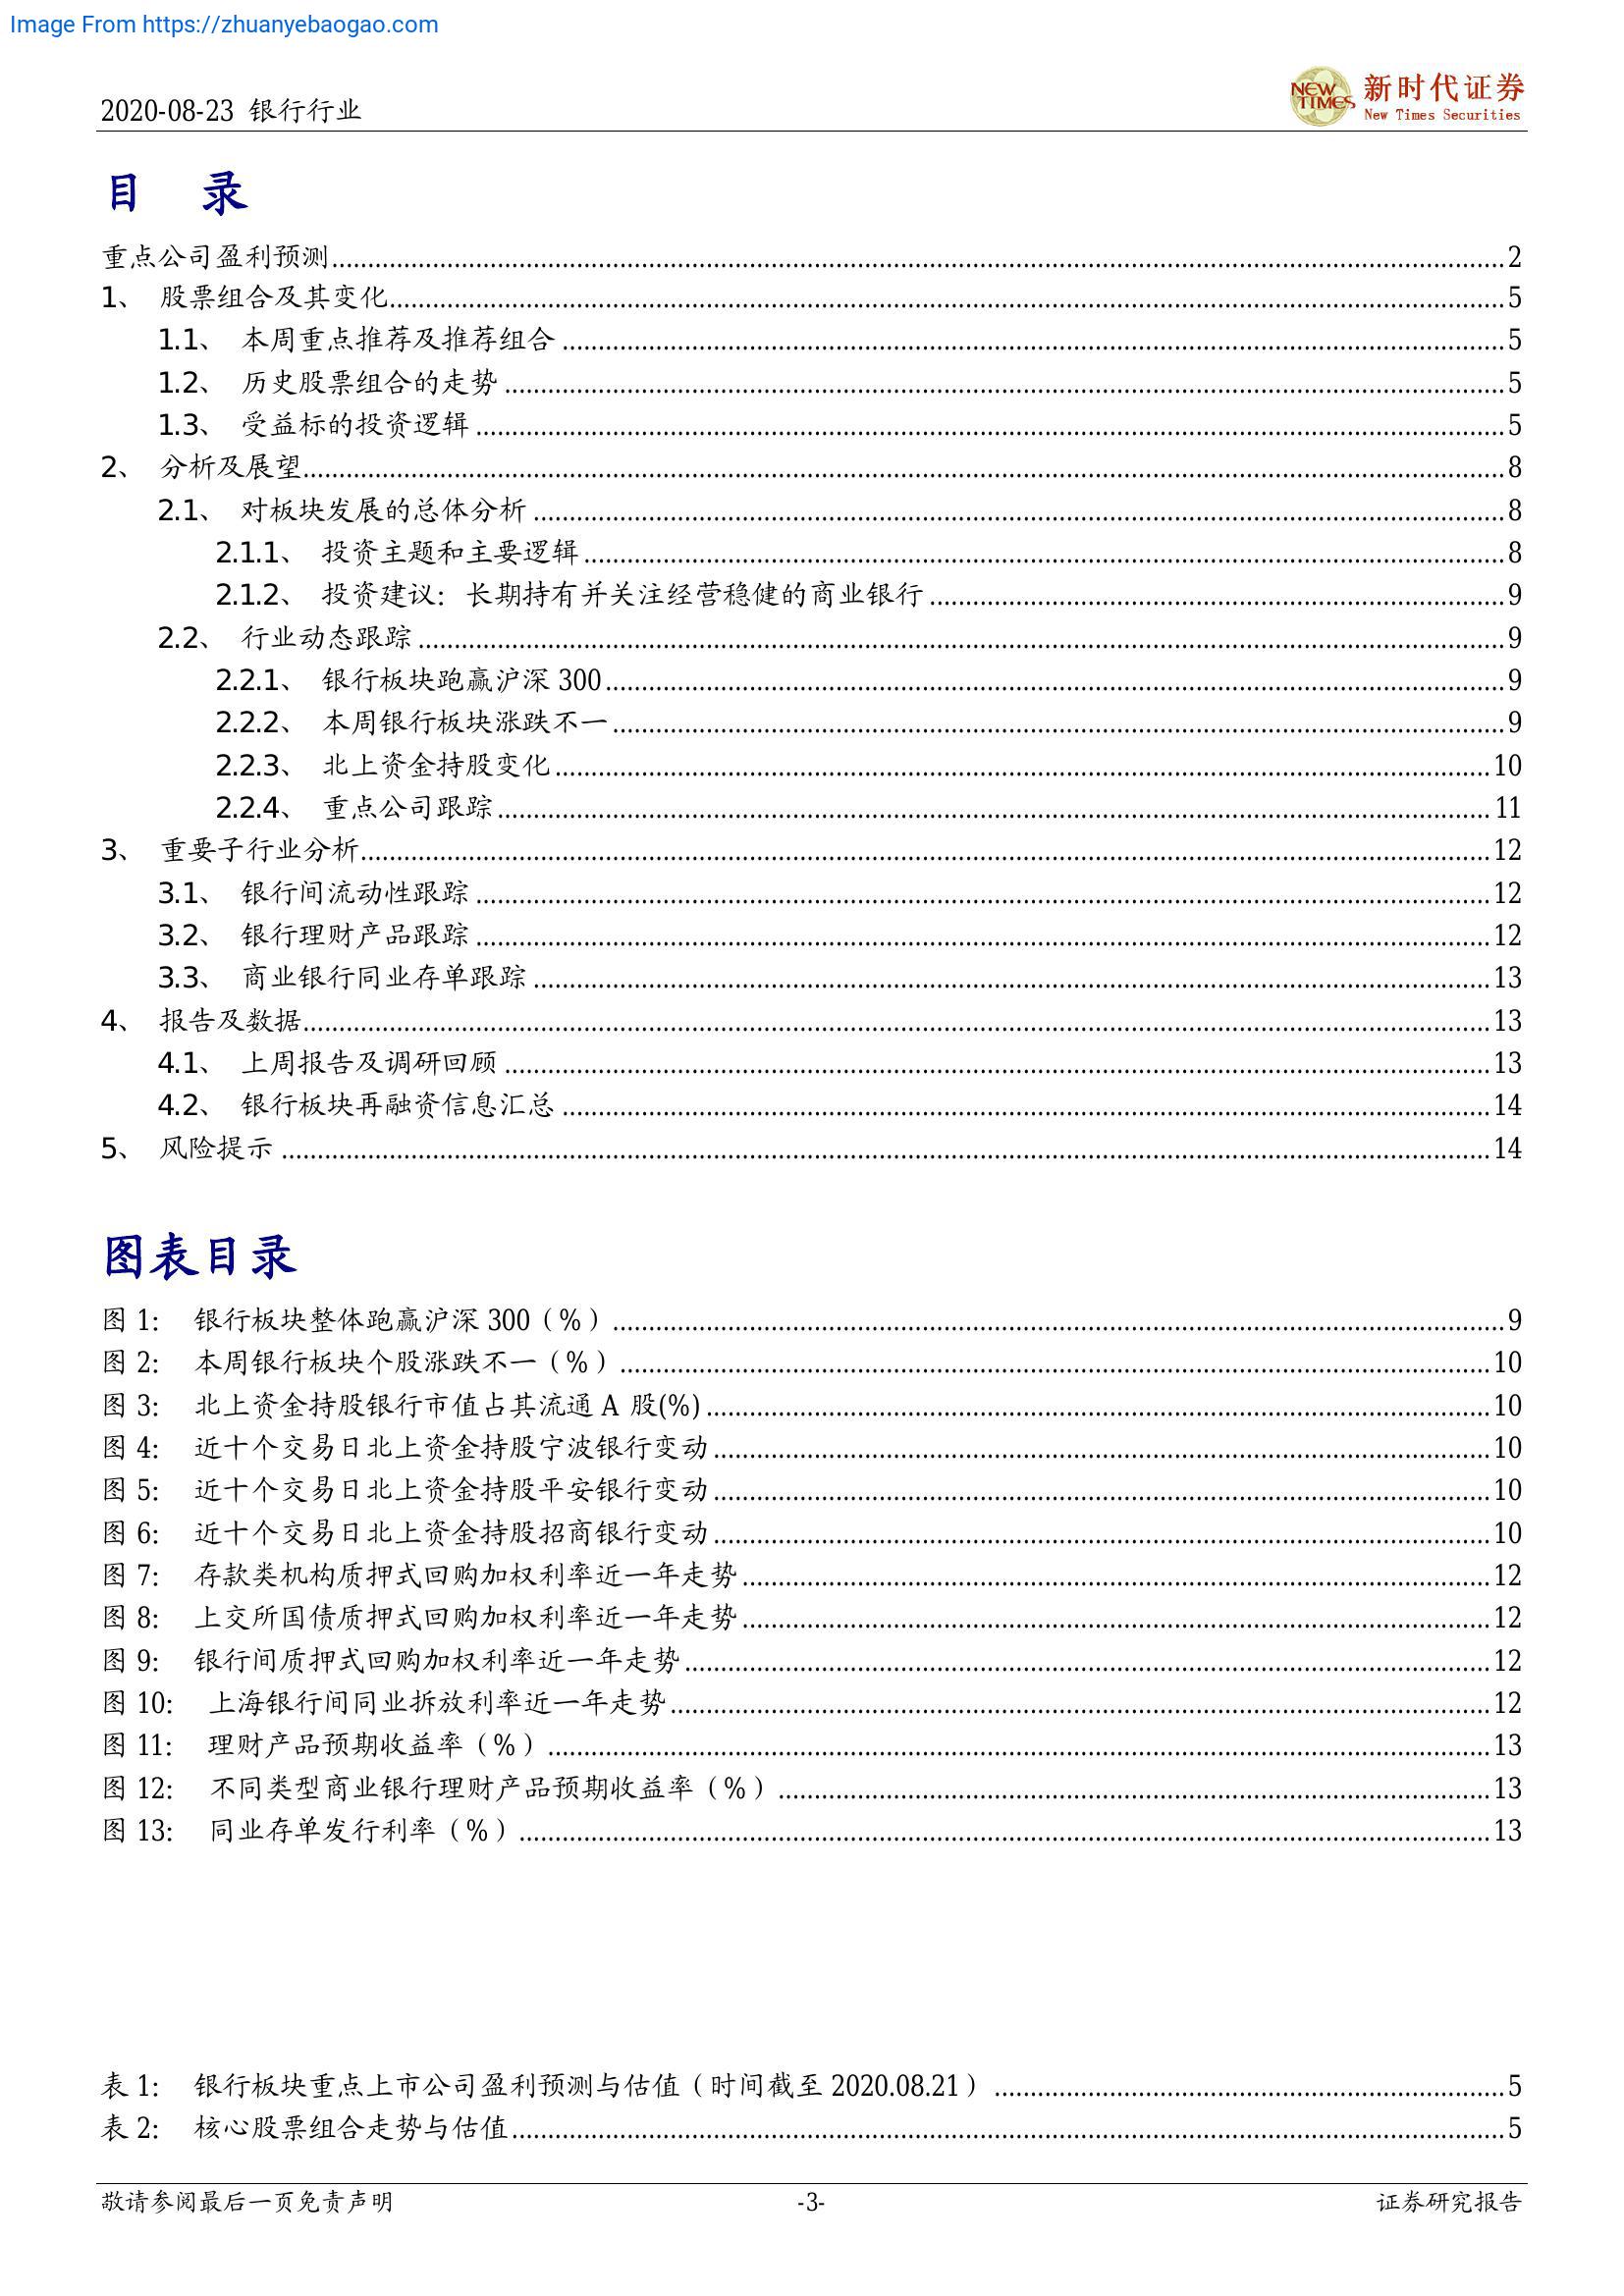 Image From https://zhuanyebaogao.com
2020-08-23 银行行业
NEW TIMES 新时代证券
New Times Securities
目 录
重点公司盈利预测 2
1、 股票组合及其变化 5
1.1、 本周重点推荐及推荐组合 5
1.2、 历史股票组合的走势 5
1.3、 受益标的投资逻辑 5
2、 分析及展望 8
2.1、 对板块发展的总体分析 8
2.1.1、 投资主题和主要逻辑 8
2.1.2、 投资建议：长期持有并关注经营稳健的商业银行 9
2.2、 行业动态跟踪 9
2.2.1、 银行板块跑赢沪深 300 9
2.2.2、 本周银行板块涨跌不一 9
2.2.3、 北上资金持股变化 10
2.2.4、 重点公司跟踪 11
3、 重要子行业分析 12
3.1、 银行间流动性跟踪 12
3.2、 银行理财产品跟踪 12
3.3、 商业银行同业存单跟踪 13
4、 报告及数据 13
4.1、 上周报告及调研回顾 13
4.2、 银行板块再融资信息汇总 14
5、 风险提示 14
图表目录
图 1: 银行板块整体跑赢沪深 300（%） 9
图 2: 本周银行板块个股涨跌不一（%） 10
图 3: 北上资金持股银行市值占其流通 A 股(%) 10
图 4: 近十个交易日北上资金持股宁波银行变动 10
图 5: 近十个交易日北上资金持股平安银行变动 10
图 6: 近十个交易日北上资金持股招商银行变动 10
图 7: 存款类机构质押式回购加权利率近一年走势 12
图 8: 上交所国债质押式回购加权利率近一年走势 12
图 9: 银行间质押式回购加权利率近一年走势 12
图 10: 上海银行间同业拆放利率近一年走势 12
图 11: 理财产品预期收益率（%） 13
图 12: 不同类型商业银行理财产品预期收益率（%） 13
图 13: 同业存单发行利率（%） 13
表 1: 银行板块重点上市公司盈利预测与估值（时间截至 2020.08.21） 5
表 2: 核心股票组合走势与估值 5
敬请参阅最后一页免责声明 -3- 证券研究报告